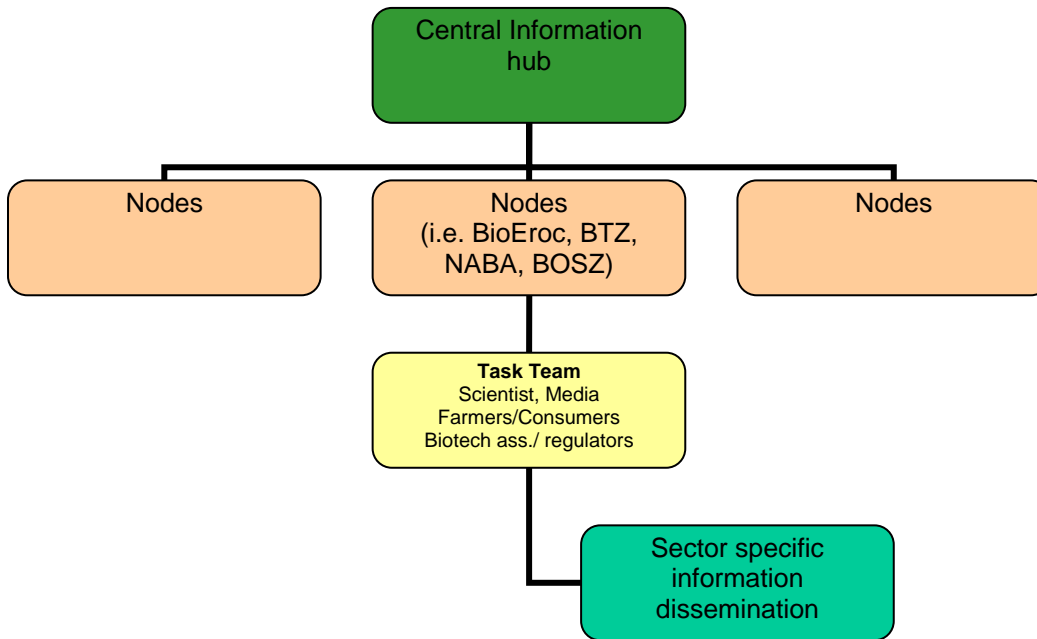 Central Information
hub
Nodes
Nodes
(i.e. BioEroc, BTZ,
NABA, BOSZ)
Nodes
Task Team
Scientist, Media
Farmers/Consumers
Biotech ass./ regulators
Sector specific
information
dissemination